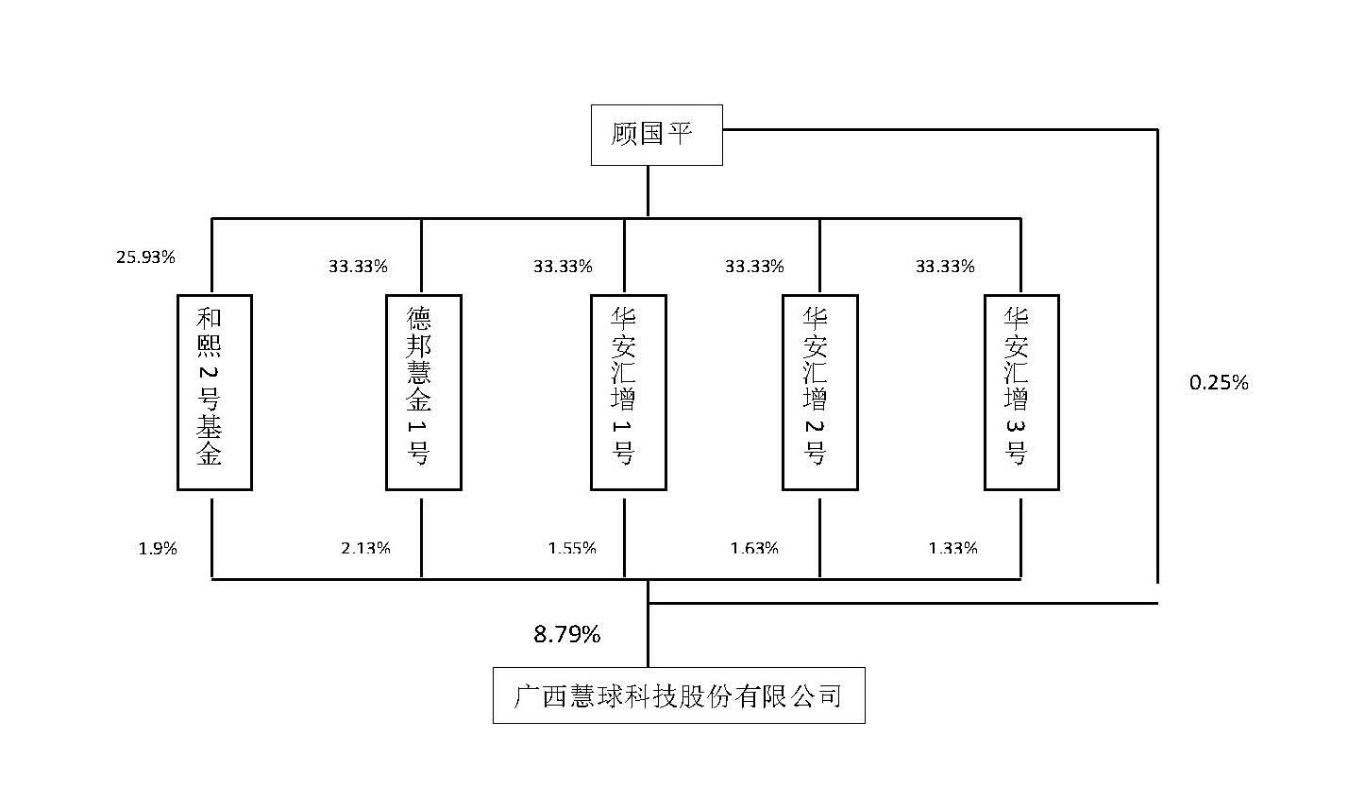 顾国平
25.93%
33.33%
33.33%
33.33%
33.33%
和熙2号基金
德邦慧金1号
华安汇增1号
华安汇增2号
华安汇增3号
0.25%
1.9%
2.13%
1.55%
1.63%
1.33%
8.79%
广西慧球科技股份有限公司